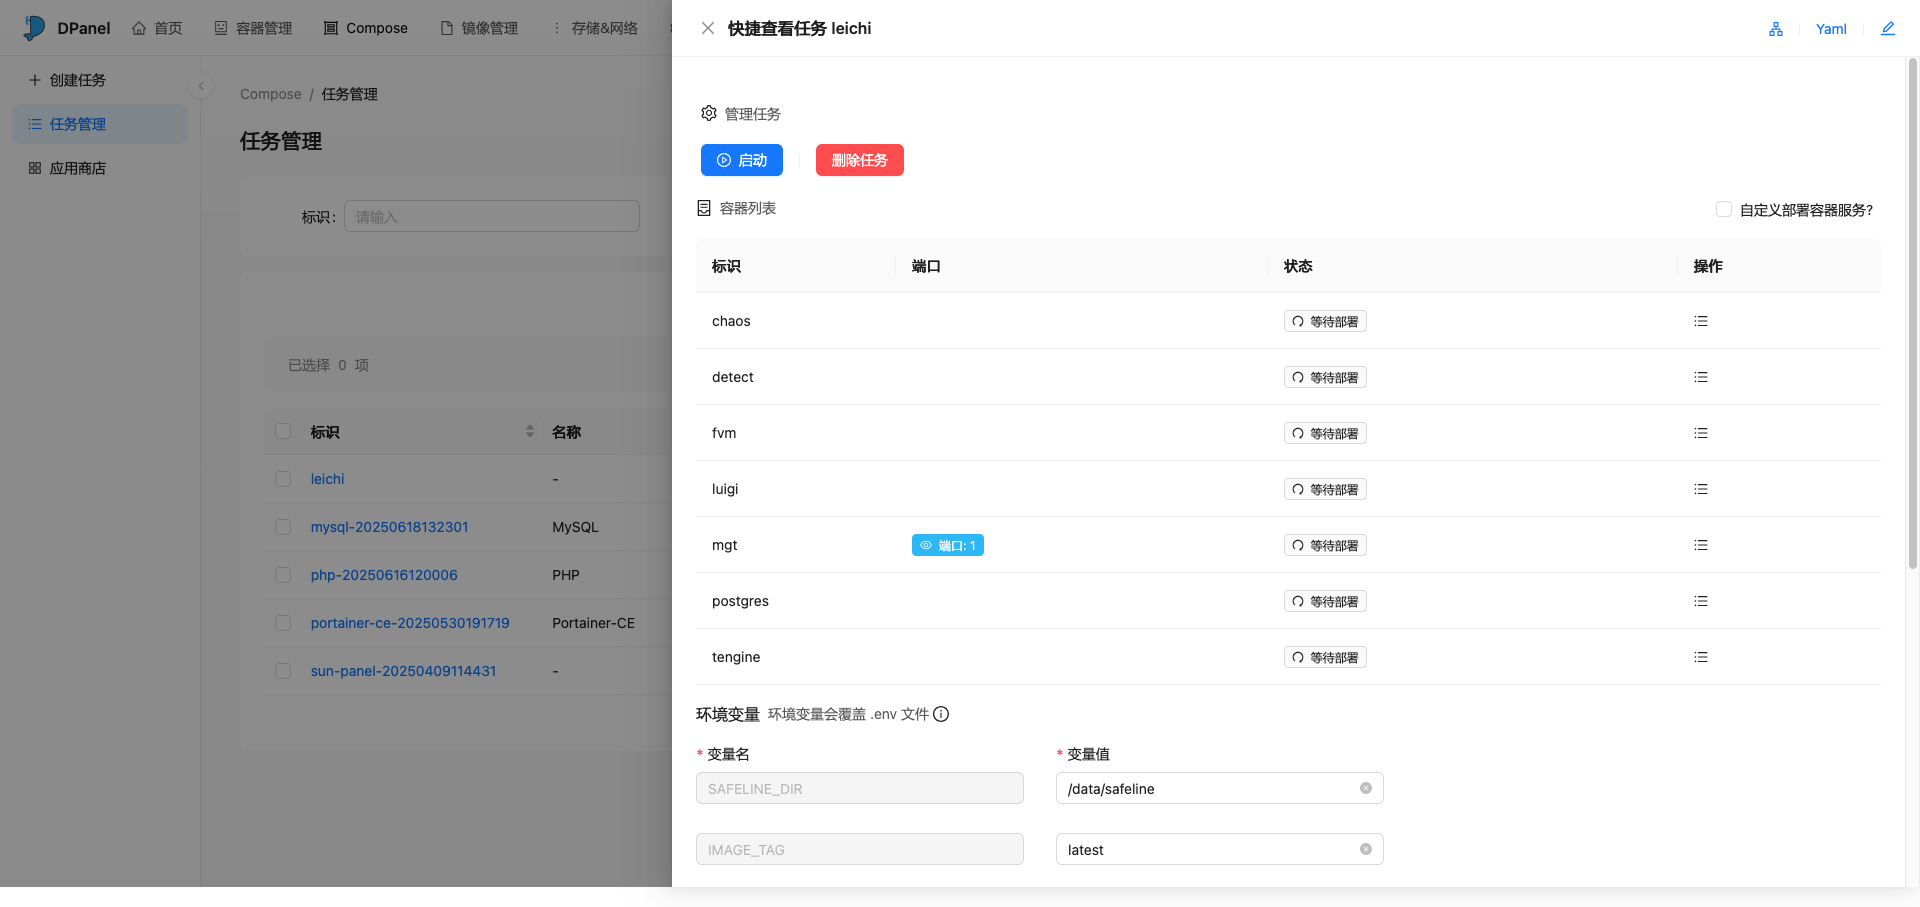 DPanel
首页
容器管理
Compose
镜像管理
存储&网络
创建任务
任务管理
应用商店
Compose / 任务管理
任务管理
标识:
请输入
已选择 0 项
标识 名称
leichi -
mysql-20250618132301 MySQL
php-20250616120006 PHP
portainer-ce-20250530191719 Portainer-CE
sun-panel-20250409114431 -
快捷查看任务 leichi
Yaml
管理任务
启动
删除任务
容器列表
自定义部署容器服务?
标识 端口 状态 操作
chaos 等待部署
detect 等待部署
fvm 等待部署
luigi 等待部署
mgt 端口: 1 等待部署
postgres 等待部署
tengine 等待部署
环境变量 环境变量会覆盖 .env 文件
* 变量名 * 变量值
SAFELINE_DIR /data/safeline
IMAGE_TAG latest